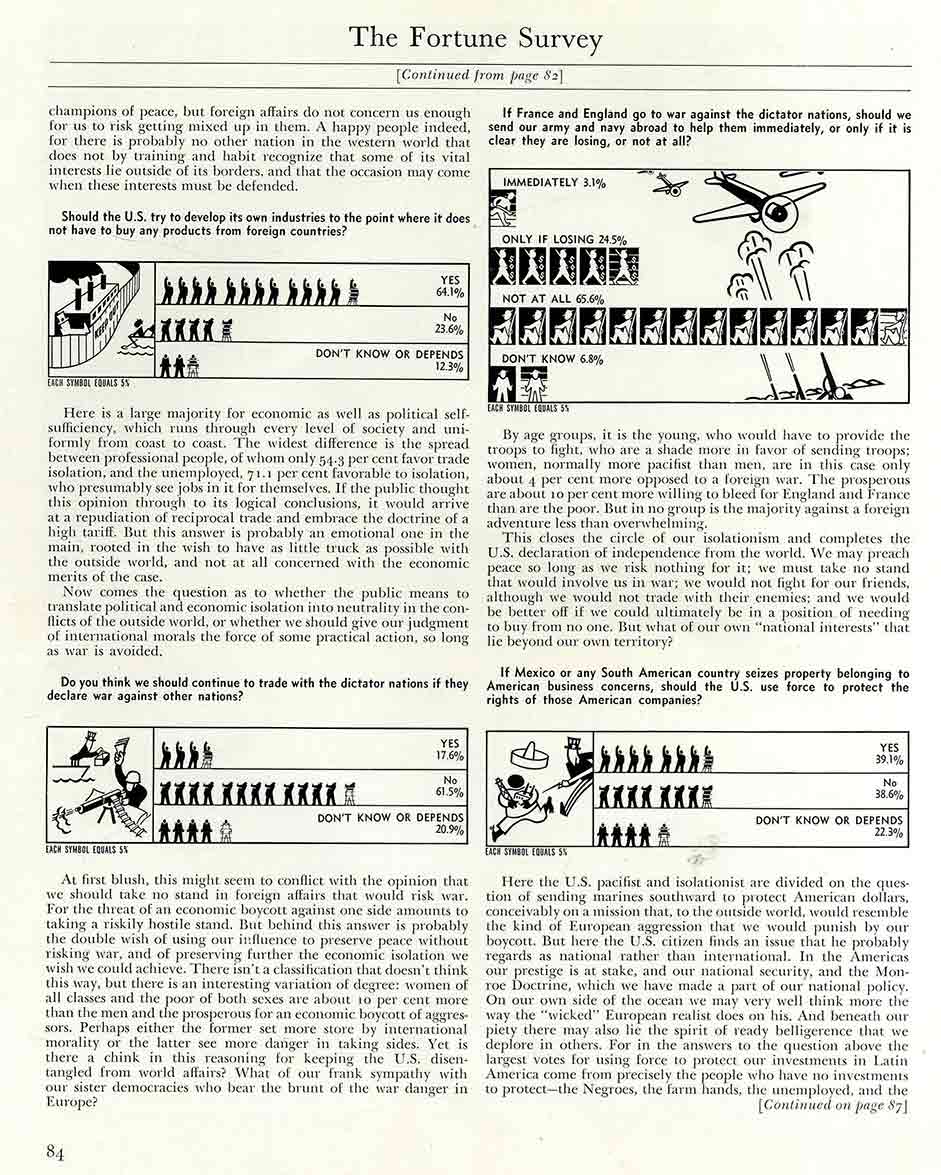 The Fortune Survey
[Continued from page 82]
champions of peace, but foreign affairs do not concern us enough
for us to risk getting mixed up in them. A happy people indeed,
for there is probably no other nation in the western world that
does not by training and habit recognize that some of its vital
interests lie outside of its borders, and that the occasion may come
when these interests must be defended.
Should the U.S. try to develop its own industries to the point where it does
not have to buy any products from foreign countries?
KEEP OUT!
YES
64.1%
No
23.6%
DON'T KNOW OR DEPENDS
12.3%
EACH SYMBOL EQUALS 5%
Here is a large majority for economic as well as political self-
sufficiency, which runs through every level of society and uni-
formly from coast to coast. The widest difference is the spread
between professional people, of whom only 54.3 per cent favor trade
isolation, and the unemployed, 71.1 per cent favorable to isolation,
who presumably see jobs in it for themselves. If the public thought
this opinion through to its logical conclusions, it would arrive
at a repudiation of reciprocal trade and embrace the doctrine of a
high tariff. But this answer is probably an emotional one in the
main, rooted in the wish to have as little truck as possible with
the outside world, and not at all concerned with the economic
merits of the case.
Now comes the question as to whether the public means to
translate political and economic isolation into neutrality in the con-
flicts of the outside world, or whether we should give our judgment
of international morals the force of some practical action, so long
as war is avoided.
Do you think we should continue to trade with the dictator nations if they
declare war against other nations?
YES
17.6%
No
61.5%
DON'T KNOW OR DEPENDS
20.9%
EACH SYMBOL EQUALS 5%
At first blush, this might seem to conflict with the opinion that
we should take no stand in foreign affairs that would risk war.
For the threat of an economic boycott against one side amounts to
taking a riskily hostile stand. But behind this answer is probably
the double wish of using our influence to preserve peace without
risking war, and of preserving further the economic isolation we
wish we could achieve. There isn't a classification that doesn't think
this way, but there is an interesting variation of degree: women of
all classes and the poor of both sexes are about 10 per cent more
than the men and the prosperous for an economic boycott of aggres-
sors. Perhaps either the former set more store by international
morality or the latter see more danger in taking sides. Yet is
there a chink in this reasoning for keeping the U.S. disen-
tangled from world affairs? What of our frank sympathy with
our sister democracies who bear the brunt of the war danger in
Europe?
84
If France and England go to war against the dictator nations, should we
send our army and navy abroad to help them immediately, or only if it is
clear they are losing, or not at all?
IMMEDIATELY 3.1%
ONLY IF LOSING 24.5%
NOT AT ALL 65.6%
DON'T KNOW 6.8%
EACH SYMBOL EQUALS 5%
By age groups, it is the young, who would have to provide the
troops to fight, who are a shade more in favor of sending troops;
women, normally more pacifist than men, are in this case only
about 4 per cent more opposed to a foreign war. The prosperous
are about 10 per cent more willing to bleed for England and France
than are the poor. But in no group is the majority against a foreign
adventure less than overwhelming.
This closes the circle of our isolationism and completes the
U.S. declaration of independence from the world. We may preach
peace so long as we risk nothing for it; we must take no stand
that would involve us in war; we would not fight for our friends,
although we would not trade with their enemies; and we would
be better off if we could ultimately be in a position of needing
to buy from no one. But what of our own "national interests" that
lie beyond our own territory?
If Mexico or any South American country seizes property belonging to
American business concerns, should the U.S. use force to protect the
rights of those American companies?
YES
39.1%
No
38.6%
DON'T KNOW OR DEPENDS
22.3%
EACH SYMBOL EQUALS 5%
Here the U.S. pacifist and isolationist are divided on the ques-
tion of sending marines southward to protect American dollars,
conceivably on a mission that, to the outside world, would resemble
the kind of European aggression that we would punish by our
boycott. But here the U.S. citizen finds an issue that he probably
regards as national rather than international. In the Americas
our prestige is at stake, and our national security, and the Mon-
roe Doctrine, which we have made a part of our national policy.
On our own side of the ocean we may very well think more the
way the "wicked" European realist does on his. And beneath our
piety there may also lie the spirit of ready belligerence that we
deplore in others. For in the answers to the question above the
largest votes for using force to protect our investments in Latin
America come from precisely the people who have no investments
to protect—the Negroes, the farm hands, the unemployed, and the
[Continued on page 87]